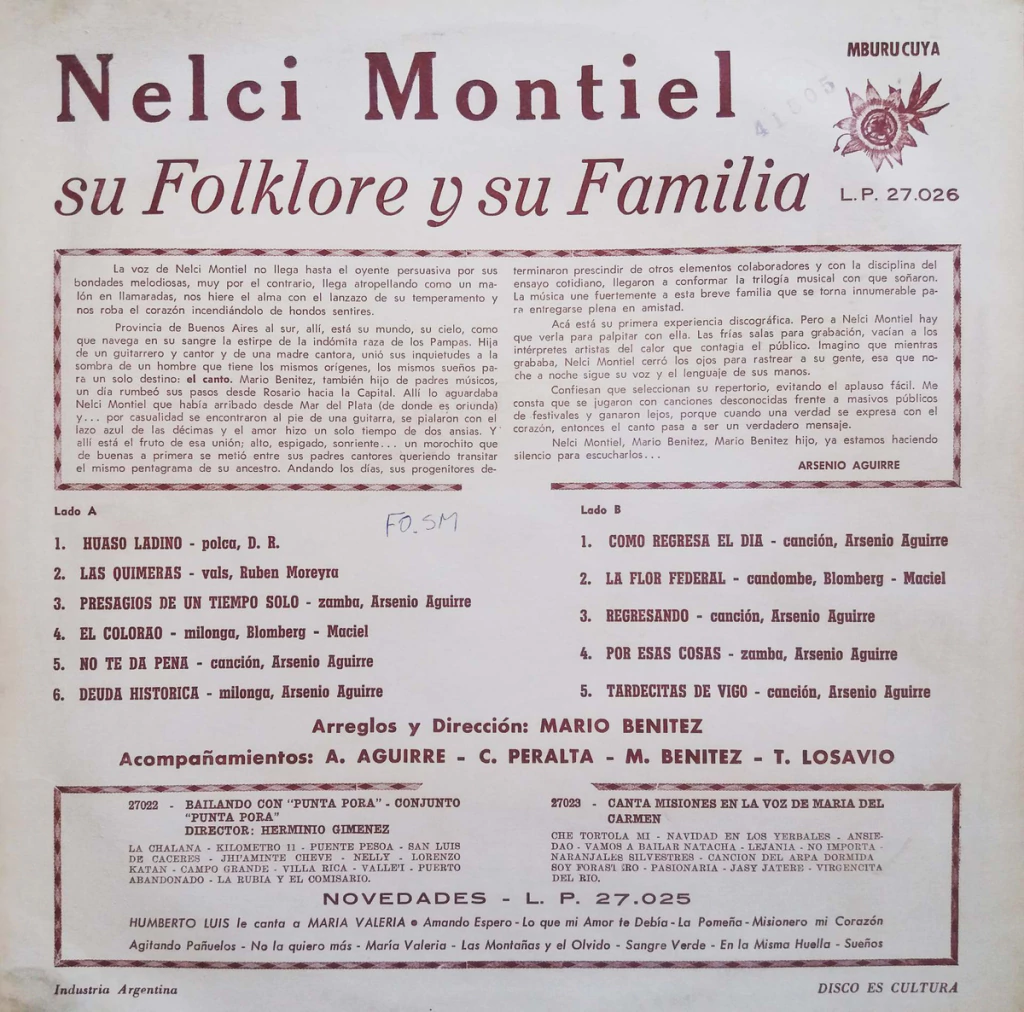 Nelci Montiel
su Folklore y su Familia
MBURUCUYA
41005
L.P. 27.026
La voz de Nelci Montiel no llega hasta el oyente persuasiva por sus
bondades melodiosas, muy por el contrario, llega atropellando como un ma-
lón en llamaradas, nos hiere el alma con el lanzazo de su temperamento y
nos roba el corazón incendiándolo de hondos sentires.
Provincia de Buenos Aires al sur, allí, está su mundo, su cielo, como
que navega en su sangre la estirpe de la indómita raza de los Pampas. Hija
de un guitarrero y cantor y de una madre cantora, unió sus inquietudes a la
sombra de un hombre que tiene los mismos orígenes, los mismos sueños pa-
ra un solo destino: el canto. Mario Benitez, también hijo de padres músicos,
un día rumbeó sus pasos desde Rosario hacia la Capital. Allí lo aguardaba
Nelci Montiel que había arribado desde Mar del Plata (de donde es oriunda)
y... por casualidad se encontraron al pie de una guitarra, se pialaron con el
lazo azul de las décimas y el amor hizo un solo tiempo de dos ansias. Y
allí está el fruto de esa unión; alto, espigado, sonriente... un morochito que
de buenas a primera se metió entre sus padres cantores queriendo transitar
el mismo pentagrama de su ancestro. Andando los días, sus progenitores de-
terminaron prescindir de otros elementos colaboradores y con la disciplina del
ensayo cotidiano, llegaron a conformar la trilogía musical con que soñaron.
La música une fuertemente a esta breve familia que se torna innumerable pa-
ra entregarse plena en amistad.
Acá está su primera experiencia discográfica. Pero a Nelci Montiel hay
que verla para palpitar con ella. Las frías salas para grabación, vacían a los
intérpretes artistas del calor que contagia el público. Imagino que mientras
grababa, Nelci Montiel cerró los ojos para rastrear a su gente, esa que no-
che a noche sigue su voz y el lenguaje de sus manos.
Confiesan que seleccionan su repertorio, evitando el aplauso fácil. Me
consta que se jugaron con canciones desconocidas frente a masivos públicos
de festivales y ganaron lejos, porque cuando una verdad se expresa con el
corazón, entonces el canto pasa a ser un verdadero mensaje.
Nelci Montiel, Mario Benitez, Mario Benitez hijo, ya estamos haciendo
silencio para escucharlos...
ARSENIO AGUIRRE
Lado A
FO.SM
1. HUASO LADINO - polca, D. R.
2. LAS QUIMERAS - vals, Ruben Moreyra
3. PRESAGIOS DE UN TIEMPO SOLO - zamba, Arsenio Aguirre
4. EL COLORAO - milonga, Blomberg - Maciel
5. NO TE DA PENA - canción, Arsenio Aguirre
6. DEUDA HISTORICA - milonga, Arsenio Aguirre
Lado B
1. COMO REGRESA EL DIA - canción, Arsenio Aguirre
2. LA FLOR FEDERAL - candombe, Blomberg - Maciel
3. REGRESANDO - canción, Arsenio Aguirre
4. POR ESAS COSAS - zamba, Arsenio Aguirre
5. TARDECITAS DE VIGO - canción, Arsenio Aguirre
Arreglos y Dirección: MARIO BENITEZ
Acompañamientos: A. AGUIRRE - C. PERALTA - M. BENITEZ - T. LOSAVIO
27022 - BAILANDO CON "PUNTA PORA" - CONJUNTO
"PUNTA PORA"
DIRECTOR: HERMINIO GIMENEZ
LA CHALANA - KILOMETRO 11 - PUENTE PESOA - SAN LUIS
DE CACERES - JHI'AMINTE CHEVE - NELLY - LORENZO
KATAN - CAMPO GRANDE - VILLA RICA - VALLE'I - PUERTO
ABANDONADO - LA RUBIA Y EL COMISARIO.
27023 - CANTA MISIONES EN LA VOZ DE MARIA DEL
CARMEN
CHE TORTOLA MI - NAVIDAD EN LOS YERBALES - ANSIE-
DAO - VAMOS A BAILAR NATACHA - LEJANIA - NO IMPORTA -
NARANJALES SILVESTRES - CANCION DEL ARPA DORMIDA
SOY - PASIONARIA - JASY JATERE - VIRGENCITA
DEL RIO.
NOVEDADES - L. P. 27.025
HUMBERTO LUIS le canta a MARIA VALERIA • Amando Espero - Lo que mi Amor te Debía - La Pomeña - Misionero mi Corazón
Agitando Pañuelos - No la quiero más - María Valeria - Las Montañas y el Olvido - Sangre Verde - En la Misma Huella - Sueños
Industria Argentina
DISCO ES CULTURA